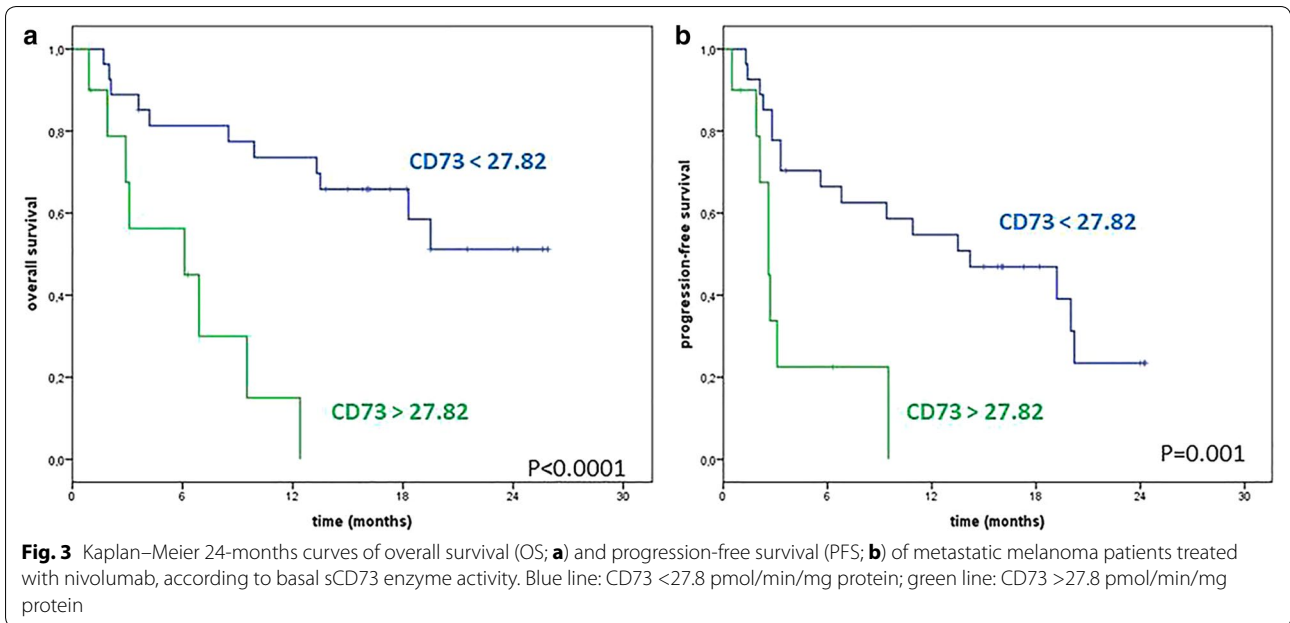 a
1,0
0,8
0,6
0,4
0,2
0,0
overall survival
CD73 < 27.82
CD73 > 27.82
P<0.0001
0 6 12 18 24 30
time (months)
b
1,0
0,8
0,6
0,4
0,2
0,0
progression-free survival
CD73 < 27.82
CD73 > 27.82
P=0.001
0 6 12 18 24 30
time (months)
Fig. 3 Kaplan–Meier 24-months curves of overall survival (OS; a) and progression-free survival (PFS; b) of metastatic melanoma patients treated
with nivolumab, according to basal sCD73 enzyme activity. Blue line: CD73 <27.8 pmol/min/mg protein; green line: CD73 >27.8 pmol/min/mg
protein